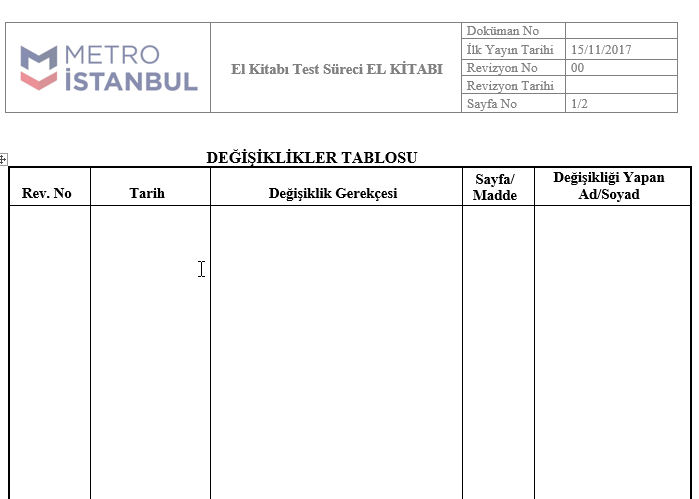 METRO
İSTANBUL
El Kitabı Test Süreci EL KİTABI
Doküman No
İlk Yayın Tarihi 15/11/2017
Revizyon No 00
Revizyon Tarihi
Sayfa No 1/2
DEĞİŞİKLİKLER TABLOSU
Rev. No
Tarih
Değişiklik Gerekçesi
Sayfa/
Madde
Değişikliği Yapan
Ad/Soyad